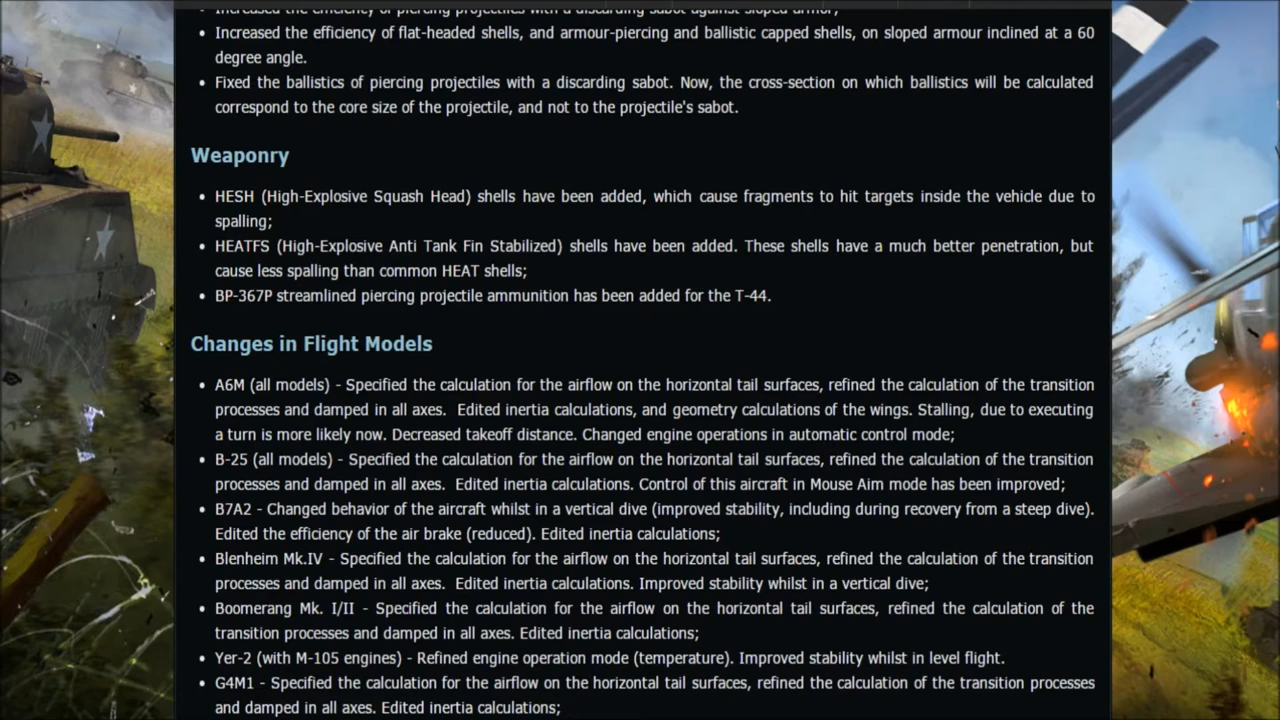 Increased the efficiency of piercing projectiles with a discarding sabot against sloped armor;
• Increased the efficiency of flat-headed shells, and armour-piercing and ballistic capped shells, on sloped armour inclined at a 60
degree angle.
• Fixed the ballistics of piercing projectiles with a discarding sabot. Now, the cross-section on which ballistics will be calculated
correspond to the core size of the projectile, and not to the projectile's sabot.
Weaponry
• HESH (High-Explosive Squash Head) shells have been added, which cause fragments to hit targets inside the vehicle due to
spalling;
• HEATFS (High-Explosive Anti Tank Fin Stabilized) shells have been added. These shells have a much better penetration, but
cause less spalling than common HEAT shells;
• BP-367P streamlined piercing projectile ammunition has been added for the T-44.
Changes in Flight Models
• A6M (all models) - Specified the calculation for the airflow on the horizontal tail surfaces, refined the calculation of the transition
processes and damped in all axes. Edited inertia calculations, and geometry calculations of the wings. Stalling, due to executing
a turn is more likely now. Decreased takeoff distance. Changed engine operations in automatic control mode;
• B-25 (all models) - Specified the calculation for the airflow on the horizontal tail surfaces, refined the calculation of the transition
processes and damped in all axes. Edited inertia calculations. Control of this aircraft in Mouse Aim mode has been improved;
• B7A2 - Changed behavior of the aircraft whilst in a vertical dive (improved stability, including during recovery from a steep dive).
Edited the efficiency of the air brake (reduced). Edited inertia calculations;
• Blenheim Mk.IV - Specified the calculation for the airflow on the horizontal tail surfaces, refined the calculation of the transition
processes and damped in all axes. Edited inertia calculations. Improved stability whilst in a vertical dive;
• Boomerang Mk. I/II - Specified the calculation for the airflow on the horizontal tail surfaces, refined the calculation of the
transition processes and damped in all axes. Edited inertia calculations;
• Yer-2 (with M-105 engines) - Refined engine operation mode (temperature). Improved stability whilst in level flight.
• G4M1 - Specified the calculation for the airflow on the horizontal tail surfaces, refined the calculation of the transition processes
and damped in all axes. Edited inertia calculations;